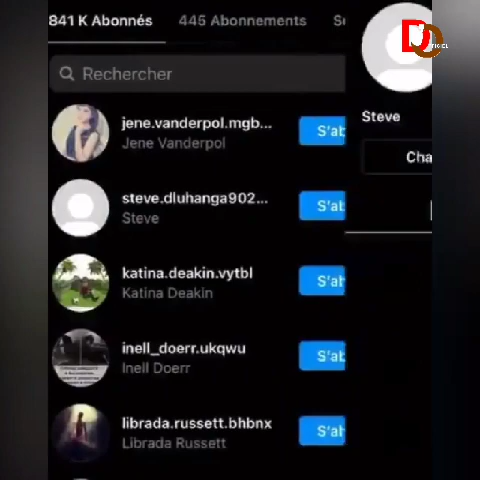 841 K Abonnés 445 Abonnements
Rechercher
jene.vanderpol.mgb...
Jene Vanderpol
S'ab
steve.dluhanga902...
Steve
S'ab
katina.deakin.vytbl
Katina Deakin
S'ab
inell_doerr.ukqwu
Inell Doerr
S'ab
librada.russett.bhbnx
Librada Russett
S'ab
DO
Steve
Cha